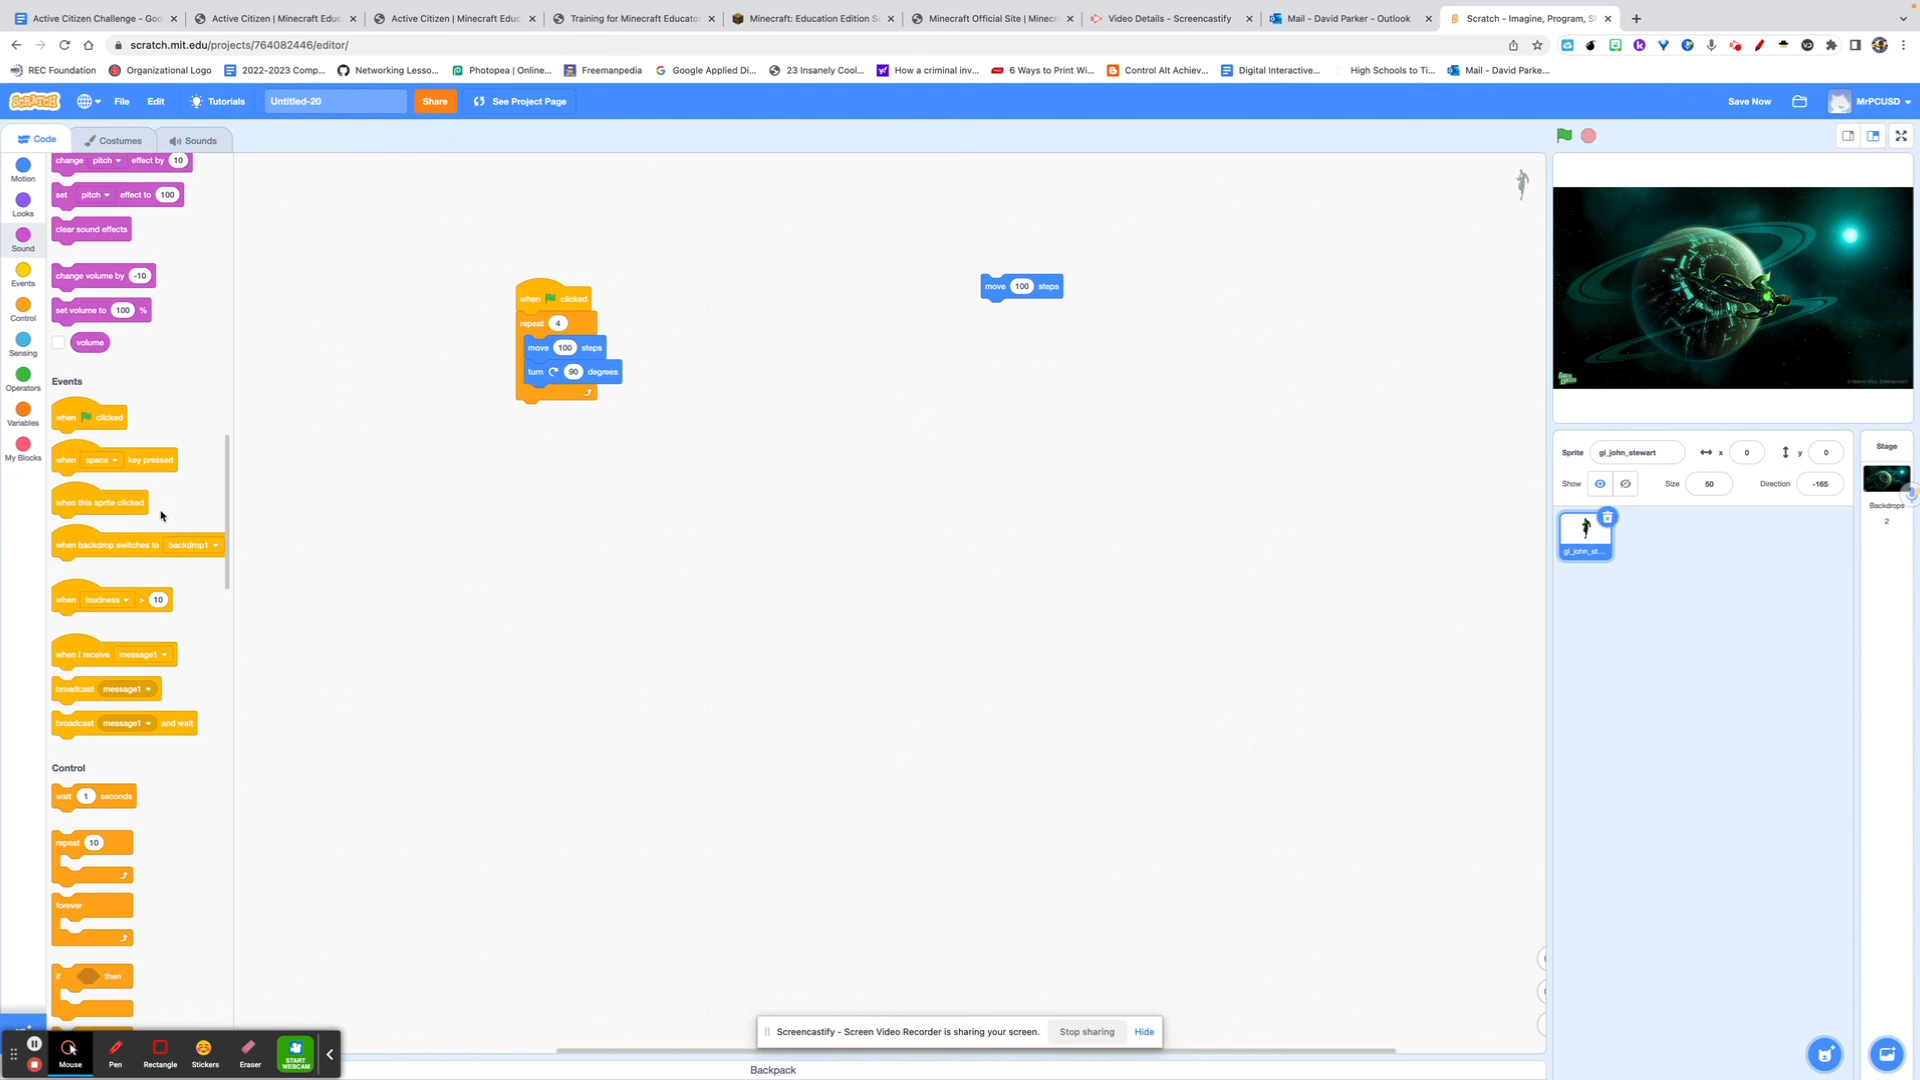 Active Citizen Challenge - Goo
Active Citizen | Minecraft Educ
Active Citizen | Minecraft Educ
Training for Minecraft Educator
Minecraft: Education Edition S
Minecraft Official Site | Minec
Video Details - Screencastify
Mail - David Parker - Outlook
Scratch - Imagine, Program, S
scratch.mit.edu/projects/764082446/editor/
REC Foundation
Organizational Logo
2022-2023 Comp...
Networking Lesso...
Photopea | Online...
Freemanpedia
Google Applied Di...
23 Insanely Cool...
How a criminal inv...
6 Ways to Print Wi...
Control Alt Achiev...
Digital Interactive...
High Schools to Ti...
Mail - David Parke...
SCRATCH
File
Edit
Tutorials
Untitled-20
Share
See Project Page
Save Now
MrPCUSD
Code
Costumes
Sounds
Motion
Looks
Sound
Events
Control
Sensing
Operators
Variables
My Blocks
change pitch effect by 10
set pitch effect to 100
clear sound effects
change volume by -10
set volume to 100 %
volume
Events
when clicked
when space key pressed
when this sprite clicked
when backdrop switches to backdrop1
when loudness > 10
when I receive message1
broadcast message1
broadcast message1 and wait
Control
wait 1 seconds
repeat 10
forever
if then
when clicked
repeat 4
move 100 steps
turn 90 degrees
move 100 steps
Sprite gl_john_stewart x 0 y 0
Show Size 50 Direction -165
gl_john_st...
Stage
Backdrops
2
Screencastify - Screen Video Recorder is sharing your screen.
Stop sharing
Hide
Mouse
Pen
Rectangle
Stickers
Eraser
START WEBCAM
Backpack